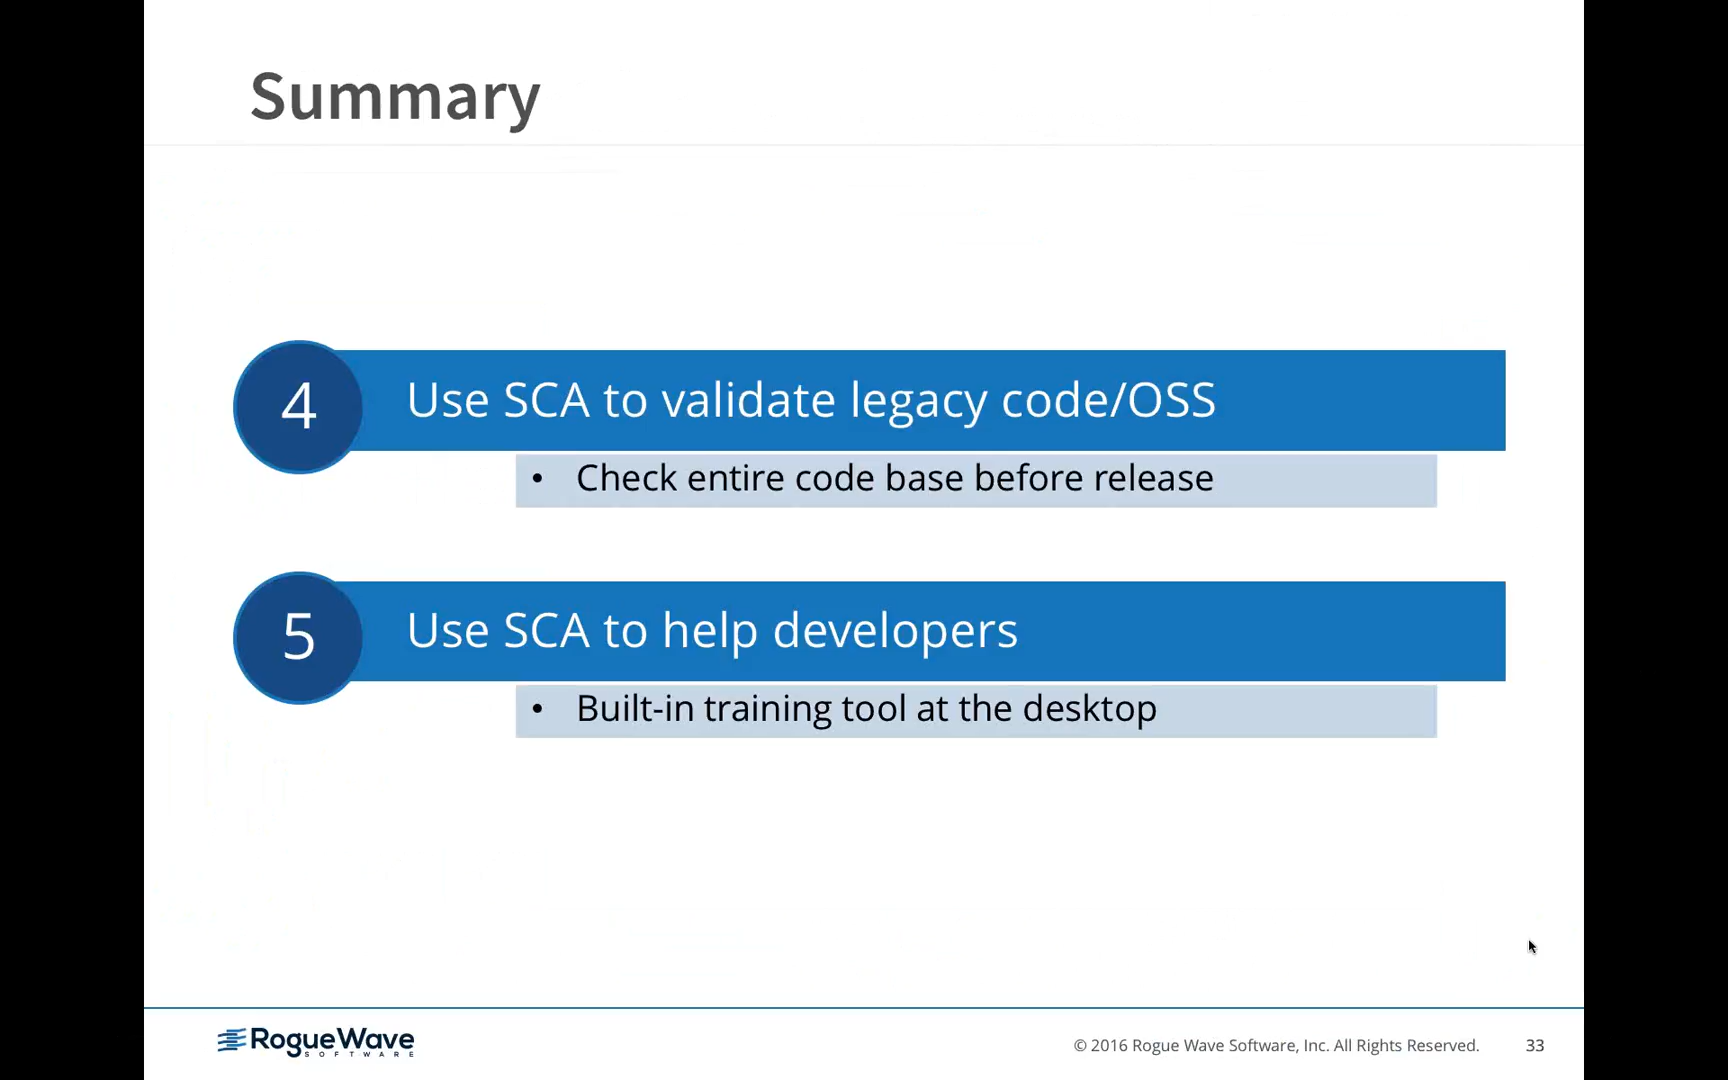 Summary
4
Use SCA to validate legacy code/OSS
• Check entire code base before release
5
Use SCA to help developers
• Built-in training tool at the desktop
RogueWave
SOFTWARE
© 2016 Rogue Wave Software, Inc. All Rights Reserved.
33